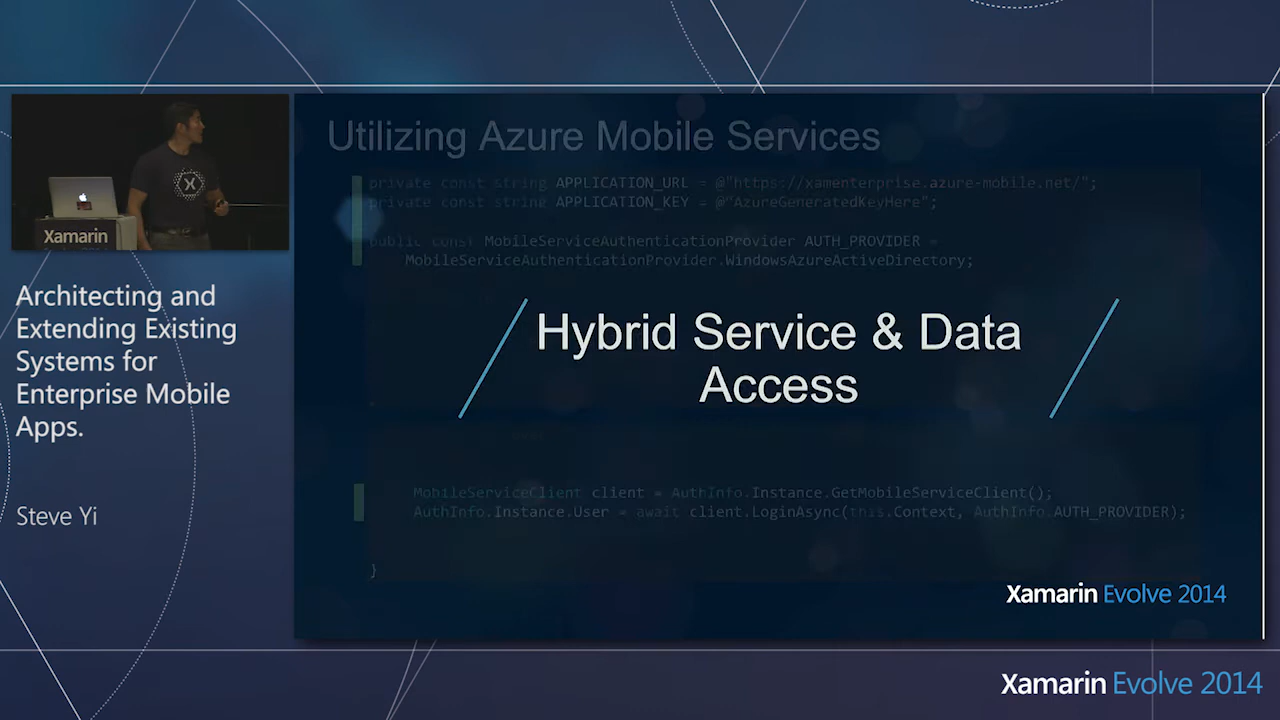 Xamarin
Architecting and
Extending Existing
Systems for
Enterprise Mobile
Apps.
Steve Yi
Utilizing Azure Mobile Services
private const string APPLICATION_URL = @"https://xamenterprise.azure-mobile.net/";
private const string APPLICATION_KEY = @"AzureGeneratedKeyHere";
public const MobileServiceAuthenticationProvider AUTH_PROVIDER =
MobileServiceAuthenticationProvider.WindowsAzureActiveDirectory;
Hybrid Service & Data
Access
MobileServiceClient client = AuthInfo.Instance.GetMobileServiceClient();
AuthInfo.Instance.User = await client.LoginAsync(this.Context, AuthInfo.AUTH_PROVIDER);
}
Xamarin Evolve 2014
Xamarin Evolve 2014